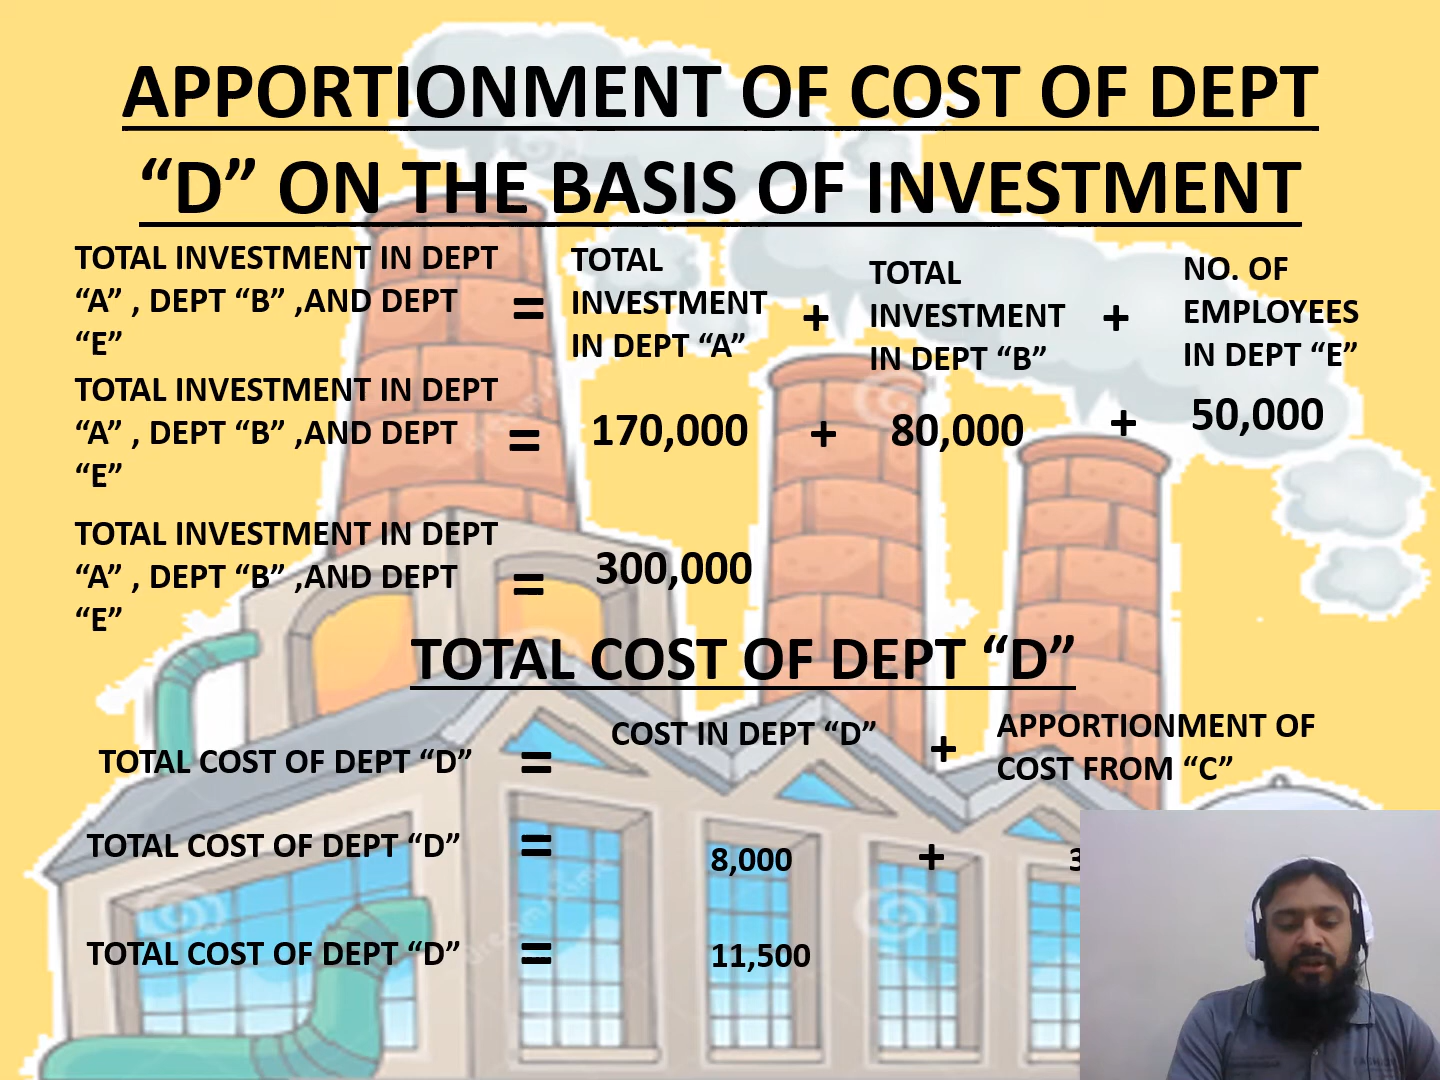 APPORTIONMENT OF COST OF DEPT
“D” ON THE BASIS OF INVESTMENT
TOTAL INVESTMENT IN DEPT
“A” , DEPT “B” ,AND DEPT
“E”
=
TOTAL
INVESTMENT
IN DEPT “A”
+
TOTAL
INVESTMENT
IN DEPT “B”
+
NO. OF
EMPLOYEES
IN DEPT “E”
TOTAL INVESTMENT IN DEPT
“A” , DEPT “B” ,AND DEPT
“E”
=
170,000
+
80,000
+
50,000
TOTAL INVESTMENT IN DEPT
“A” , DEPT “B” ,AND DEPT
“E”
=
300,000
TOTAL COST OF DEPT “D”
TOTAL COST OF DEPT “D”
=
COST IN DEPT “D”
+
APPORTIONMENT OF
COST FROM “C”
TOTAL COST OF DEPT “D”
=
8,000
+
3
TOTAL COST OF DEPT “D”
=
11,500